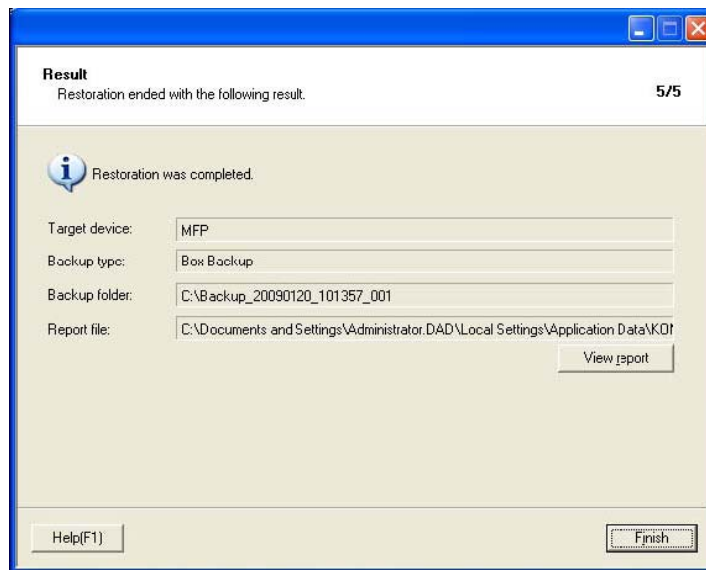 Result
Restoration ended with the following result.
5/5
Restoration was completed.
Target device: MFP
Backup type: Box Backup
Backup folder: C:\Backup_20090120_101357_001
Report file: C:\Documents and Settings\Administrator.DAD\Local Settings\Application Data\KON
View report
Help(F1)
Finish